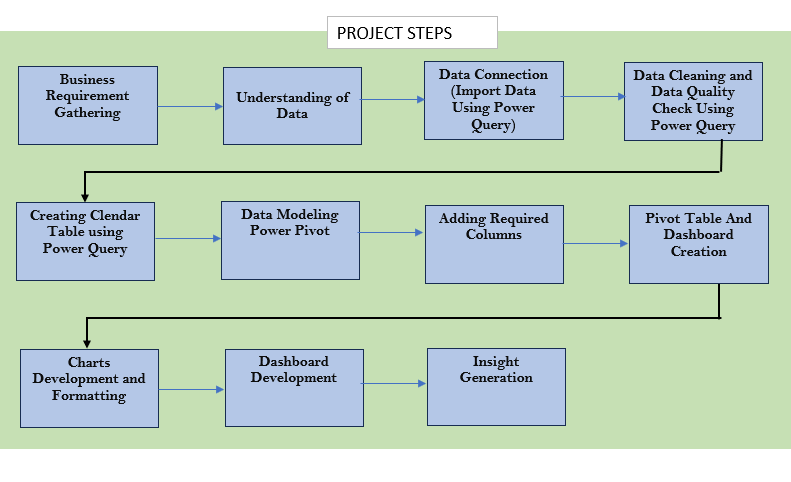 PROJECT STEPS
Business
Requirement
Gathering
Understanding of
Data
Data Connection
(Import Data
Using Power
Query)
Data Cleaning and
Data Quality
Check Using
Power Query
Creating Clendar
Table using
Power Query
Data Modeling
Power Pivot
Adding Required
Columns
Pivot Table And
Dashboard
Creation
Charts
Development and
Formatting
Dashboard
Development
Insight
Generation